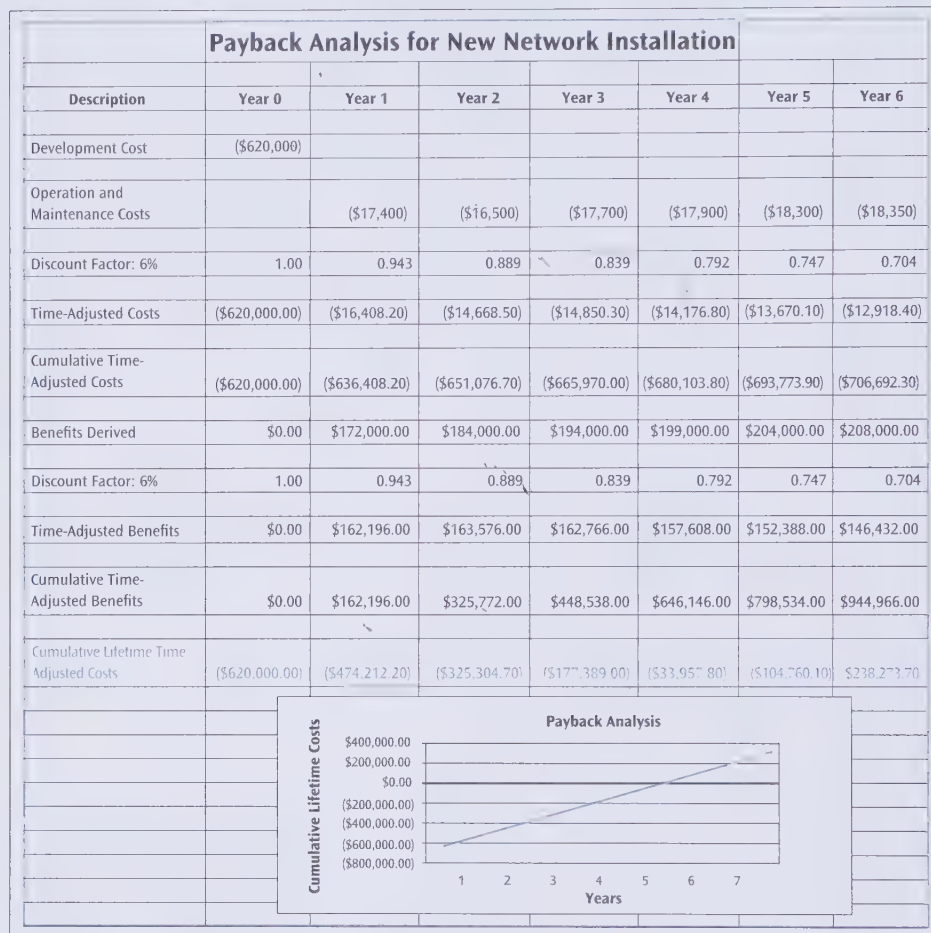 Payback Analysis for New Network Installation
Description Year 0 Year 1 Year 2 Year 3 Year 4 Year 5 Year 6
Development Cost ($620,000)
Operation and
Maintenance Costs ($17,400) ($16,500) ($17,700) ($17,900) ($18,300) ($18,350)
Discount Factor: 6% 1.00 0.943 0.889 0.839 0.792 0.747 0.704
Time-Adjusted Costs ($620,000.00) ($16,408.20) ($14,668.50) ($14,850.30) ($14,176.80) ($13,670.10) ($12,918.40)
Cumulative Time-
Adjusted Costs ($620,000.00) ($636,408.20) ($651,076.70) ($665,970.00) ($680,103.80) ($693,773.90) ($706,692.30)
Benefits Derived $0.00 $172,000.00 $184,000.00 $194,000.00 $199,000.00 $204,000.00 $208,000.00
Discount Factor: 6% 1.00 0.943 0.889 0.839 0.792 0.747 0.704
Time-Adjusted Benefits $0.00 $162,196.00 $163,576.00 $162,766.00 $157,608.00 $152,388.00 $146,432.00
Cumulative Time-
Adjusted Benefits $0.00 $162,196.00 $325,772.00 $448,538.00 $646,146.00 $798,534.00 $944,966.00
Cumulative Lifetime Time
Adjusted Costs ($620,000.00) ($474,212.20) ($325,304.70) ($33,957.80) ($104,760.10) $238,273.70
Payback Analysis
Cumulative Lifetime Costs
$400,000.00
$200,000.00
$0.00
($200,000.00)
($400,000.00)
($600,000.00)
($800,000.00)
1 2 3 4 5 6 7
Years